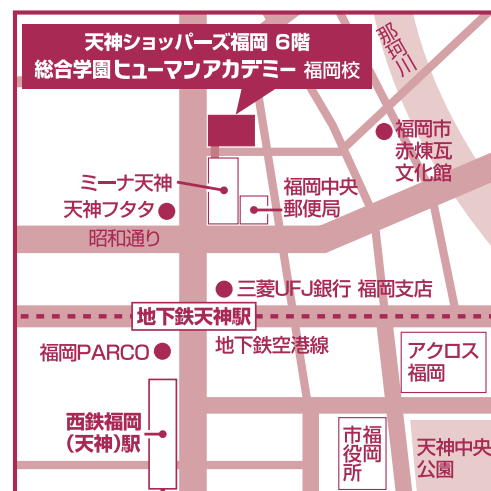 天神ショッパーズ福岡 6階
総合学園ヒューマンアカデミー 福岡校
那珂川
福岡市
赤煉瓦
文化館
ミーナ天神
天神フタタ
福岡中央
郵便局
昭和通り
三菱UFJ銀行 福岡支店
地下鉄天神駅
地下鉄空港線
福岡PARCO
アクロス
福岡
西鉄福岡
(天神)駅
福岡
市役所
天神中央
公園